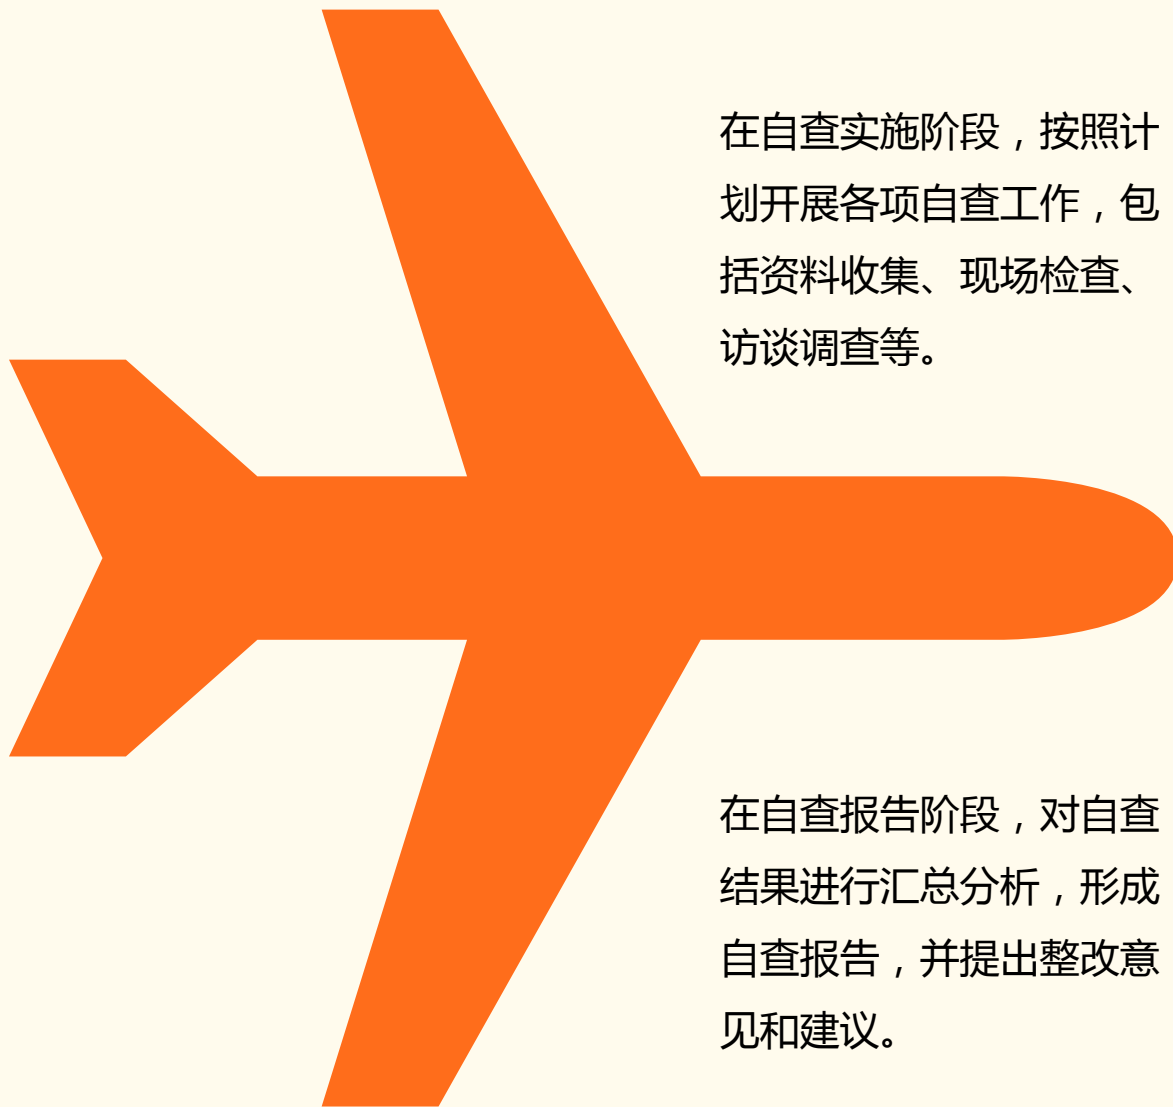 在自查实施阶段，按照计
划开展各项自查工作，包
括资料收集、现场检查、
访谈调查等。
在自查报告阶段，对自查
结果进行汇总分析，形成
自查报告，并提出整改意
见和建议。